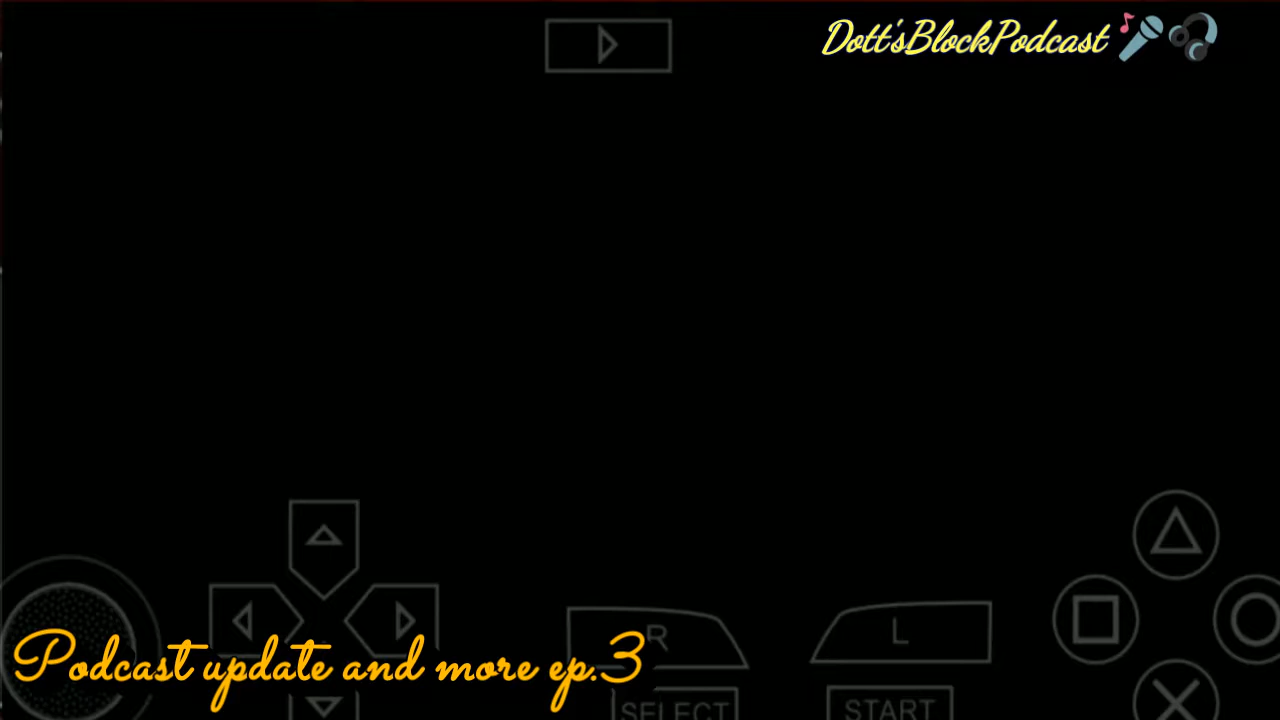 Dott'sBlockPodcast
R
L
Podcast update and more ep.3
SELECT
START